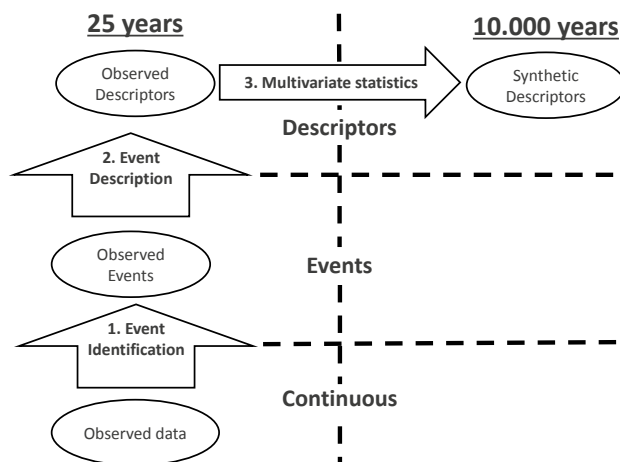 25 years
10.000 years
Observed
Descriptors
3. Multivariate statistics
Synthetic
Descriptors
Descriptors
2. Event
Description
Observed
Events
Events
1. Event
Identification
Continuous
Observed data